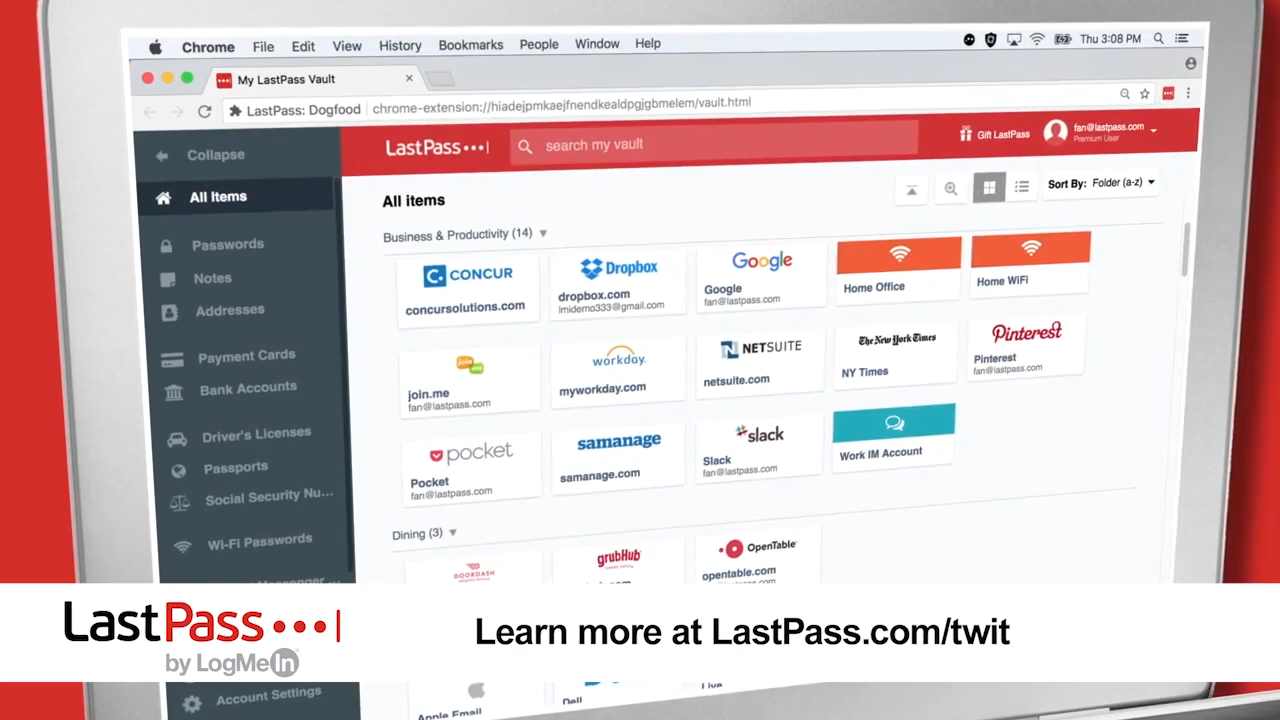 Chrome File Edit View History Bookmarks People Window Help Thu 3:08 PM
My LastPass Vault
LastPass: Dogfood chrome-extension://hiadejpmkaejfnendkealdpgjgbmelem/vault.html
Collapse
LastPass
search my vault
Gift LastPass
fan@lastpass.com
Premium User
All Items
Passwords
Notes
Addresses
Payment Cards
Bank Accounts
Driver's Licenses
Passports
Social Security Nu...
Wi-Fi Passwords
Account Settings
All items
Sort By: Folder (a-z)
Business & Productivity (14)
CONCUR
concursolutions.com
Dropbox
dropbox.com
lmidemo333@gmail.com
Google
Google
fan@lastpass.com
Home Office
Home WiFi
join.me
join.me
fan@lastpass.com
workday.
myworkday.com
NETSUITE
netsuite.com
The New York Times
NY Times
Pinterest
Pinterest
fan@lastpass.com
pocket
Pocket
fan@lastpass.com
samanage
samanage.com
slack
Slack
fan@lastpass.com
Work IM Account
Dining (3)
DOORDASH
grubHub
OpenTable
opentable.com
Apple Email
Dell
Live
LastPass
by LogMeIn
Learn more at LastPass.com/twit